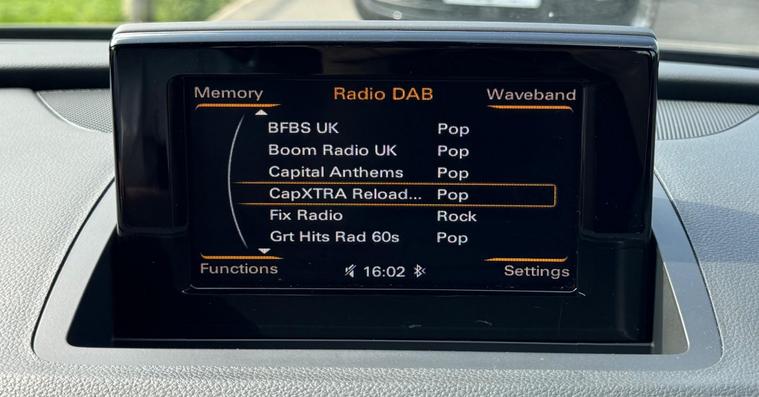 Memory Radio DAB Waveband
BFBS UK Pop
Boom Radio UK Pop
Capital Anthems Pop
CapXTRA Reload... Pop
Fix Radio Rock
Grt Hits Rad 60s Pop
Functions 16:02 Settings